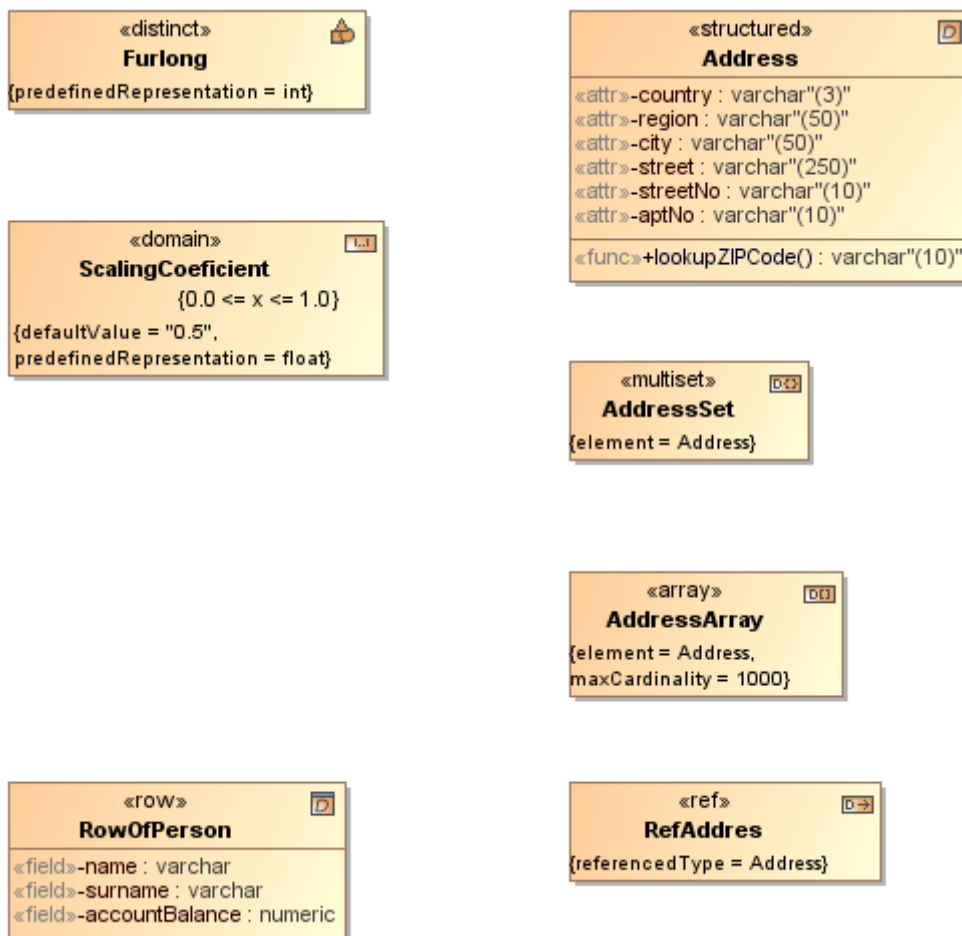 «distinct»
Furlong
{predefinedRepresentation = int}
«structured»
Address
«attr»-country : varchar"(3)"
«attr»-region : varchar"(50)"
«attr»-city : varchar"(50)"
«attr»-street : varchar"(250)"
«attr»-streetNo : varchar"(10)"
«attr»-aptNo : varchar"(10)"
«func»+lookupZIPCode() : varchar"(10)"
«domain»
ScalingCoeficient
{0.0 <= x <= 1.0}
{defaultValue = "0.5",
predefinedRepresentation = float}
«multiset»
AddressSet
{element = Address}
«array»
AddressArray
{element = Address,
maxCardinality = 1000}
«row»
RowOfPerson
«field»-name : varchar
«field»-surname : varchar
«field»-accountBalance : numeric
«ref»
RefAddres
{referencedType = Address}